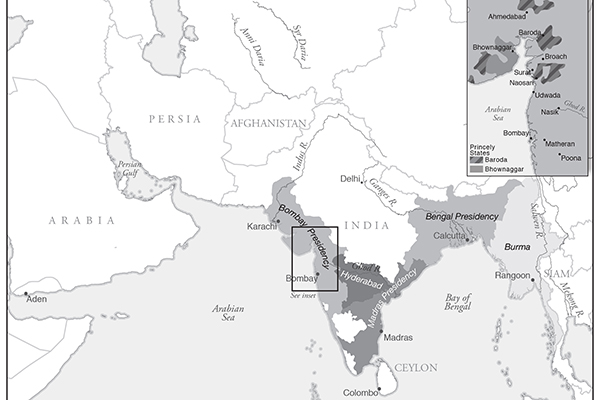 Ahmedabad
Baroda
Bhownaggar
Broach
Surat
Naosari
Udwada
Arabian
Sea
God R.
Nasik
Bombay
Matheran
Poona
Princely
States
Baroda
Bhownaggar
Amu Daria
Syr Daria
PERSIA
AFGHANISTAN
Indus R.
Persian
Gulf
Delhi
Ganges R.
ARABIA
Karachi
Bombay Presidency
INDIA
Bengal Presidency
Calcutta
Burma
Salween R.
SIAM
Mekong R.
Rangoon
God R.
Hyderabad
Bombay
See inset
Madras Presidency
Aden
Arabian
Sea
Bay of
Bengal
Madras
CEYLON
Colombo